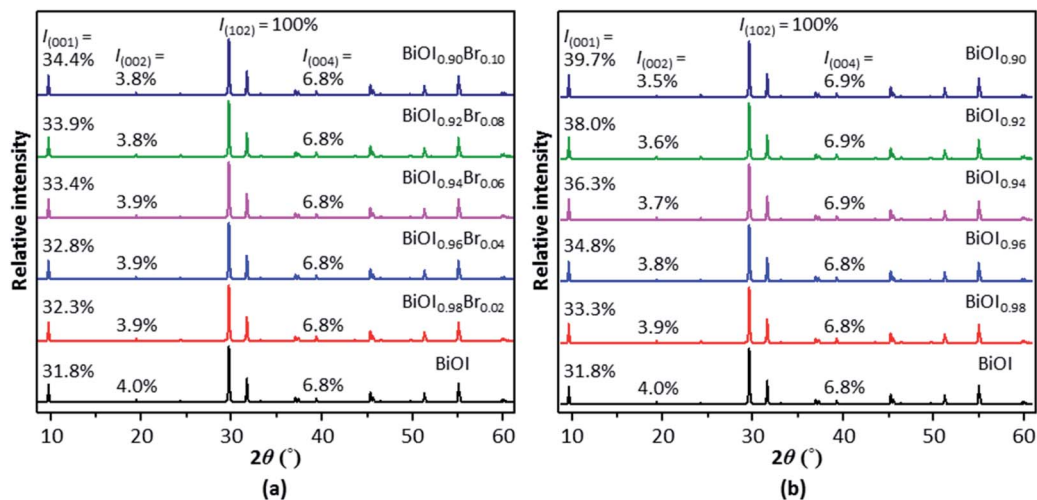 Relative intensity
I(102) = 100%
I(001) =
34.4%
I(002) =
3.8%
I(004) =
6.8%
BiOI0.90Br0.10
33.9%
3.8%
6.8%
BiOI0.92Br0.08
33.4%
3.9%
6.8%
BiOI0.94Br0.06
32.8%
3.9%
6.8%
BiOI0.96Br0.04
32.3%
3.9%
6.8%
BiOI0.98Br0.02
31.8%
4.0%
6.8%
BiOI
10 20 30 40 50 60
2θ (°)
(a)
Relative intensity
I(102) = 100%
I(001) =
39.7%
I(002) =
3.5%
I(004) =
6.9%
BiOI0.90
38.0%
3.6%
6.9%
BiOI0.92
36.3%
3.7%
6.9%
BiOI0.94
34.8%
3.8%
6.8%
BiOI0.96
33.3%
3.9%
6.8%
BiOI0.98
31.8%
4.0%
6.8%
BiOI
10 20 30 40 50 60
2θ (°)
(b)